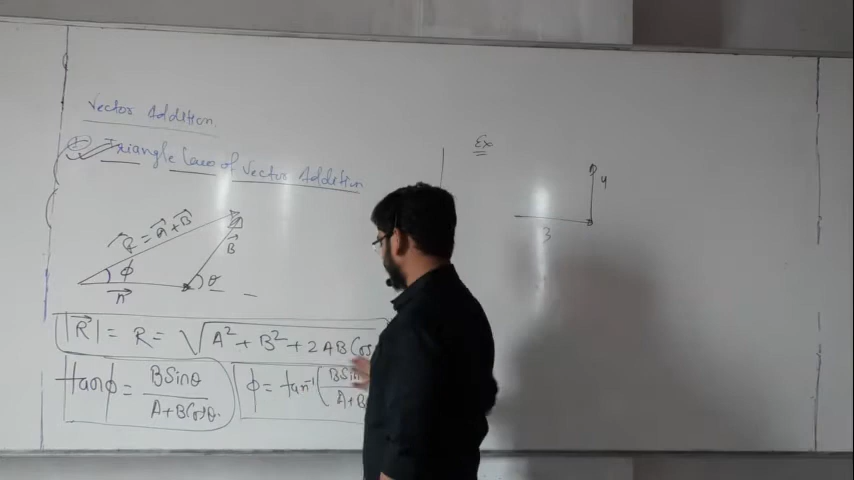 Vector Addition
Triangle Law of Vector Addition
R = A + B
B
ϕ
θ
A
|R| = R = √A² + B² + 2AB Cos
tanϕ = BSinθ / A+BCosθ
ϕ = tan⁻¹ ( BSin / A+B
Ex
4
3